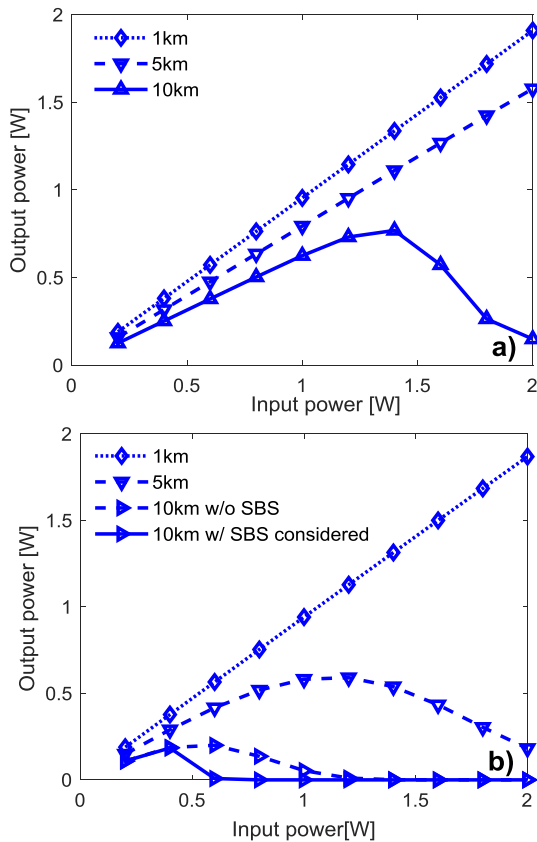 2
1.5
1
0.5
0
Output power [W]
1km
5km
10km
a)
0 0.5 1 1.5 2
Input power [W]
2
1.5
1
0.5
0
Output power [W]
1km
5km
10km w/o SBS
10km w/ SBS considered
b)
0 0.5 1 1.5 2
Input power[W]